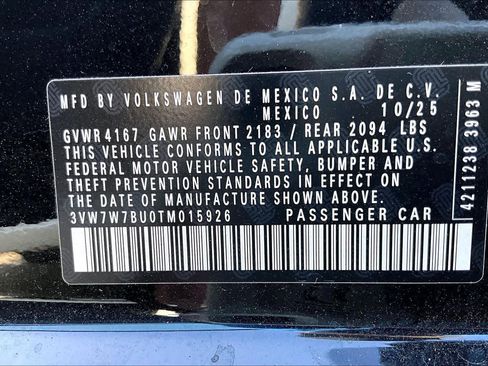 MFD BY VOLKSWAGEN DE MEXICO S.A. DE C.V.
MEXICO 10/25
GVWR 4167 GAWR FRONT 2183 / REAR 2094 LBS
THIS VEHICLE CONFORMS TO ALL APPLICABLE U.S.
FEDERAL MOTOR VEHICLE SAFETY, BUMPER AND
THEFT PREVENTION STANDARDS IN EFFECT ON
THE DATE OF MANUFACTURE SHOWN ABOVE.
3VW7W7BU0TM015926 PASSENGER CAR
4211238 3963 M